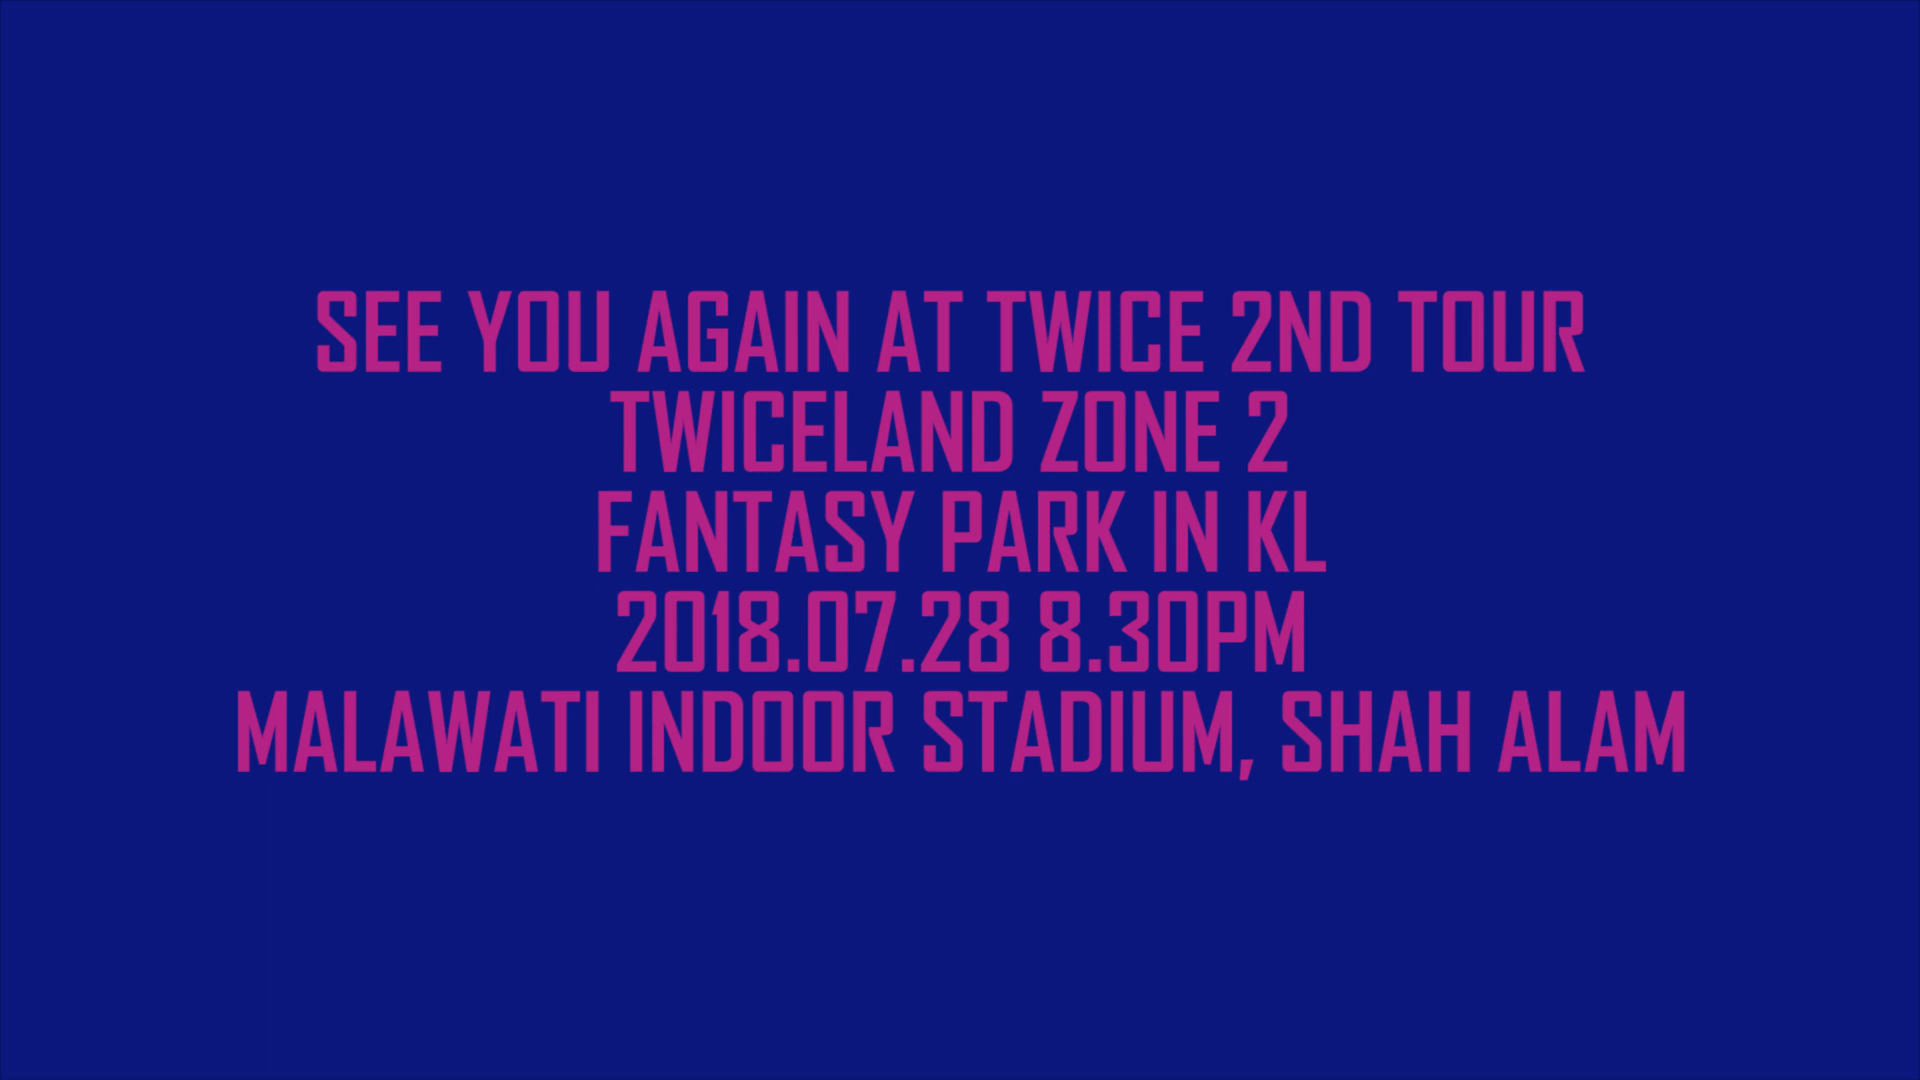 SEE YOU AGAIN AT TWICE 2ND TOUR
TWICELAND ZONE 2
FANTASY PARK IN KL
2018.07.28 8.30PM
MALAWATI INDOOR STADIUM, SHAH ALAM